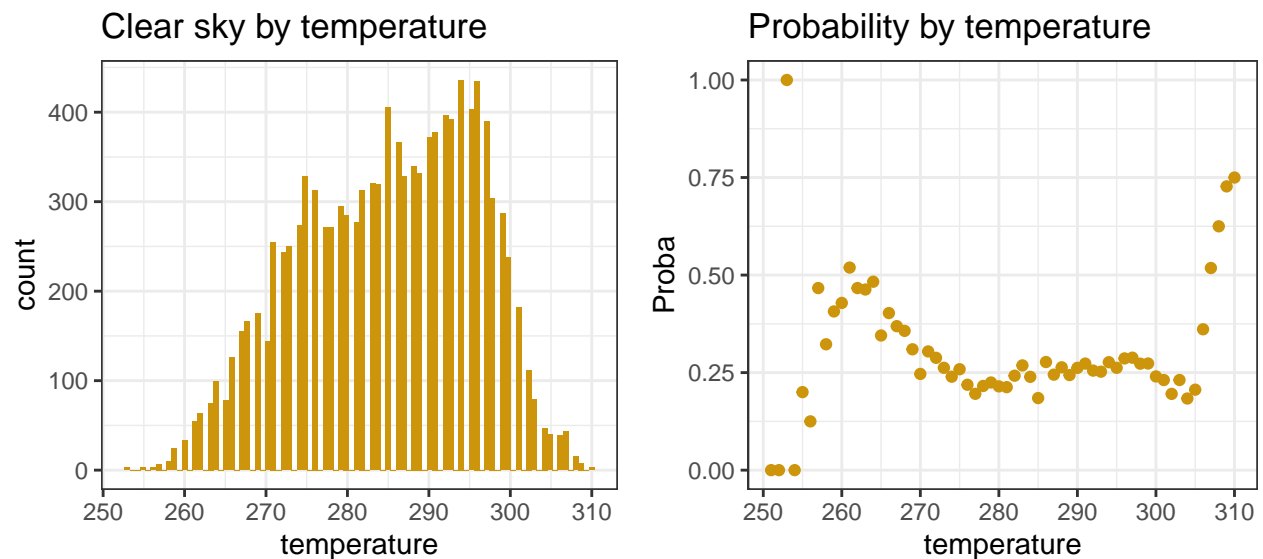 Clear sky by temperature
count
400
300
200
100
0
250 260 270 280 290 300 310
temperature
Probability by temperature
Proba
1.00
0.75
0.50
0.25
0.00
250 260 270 280 290 300 310
temperature